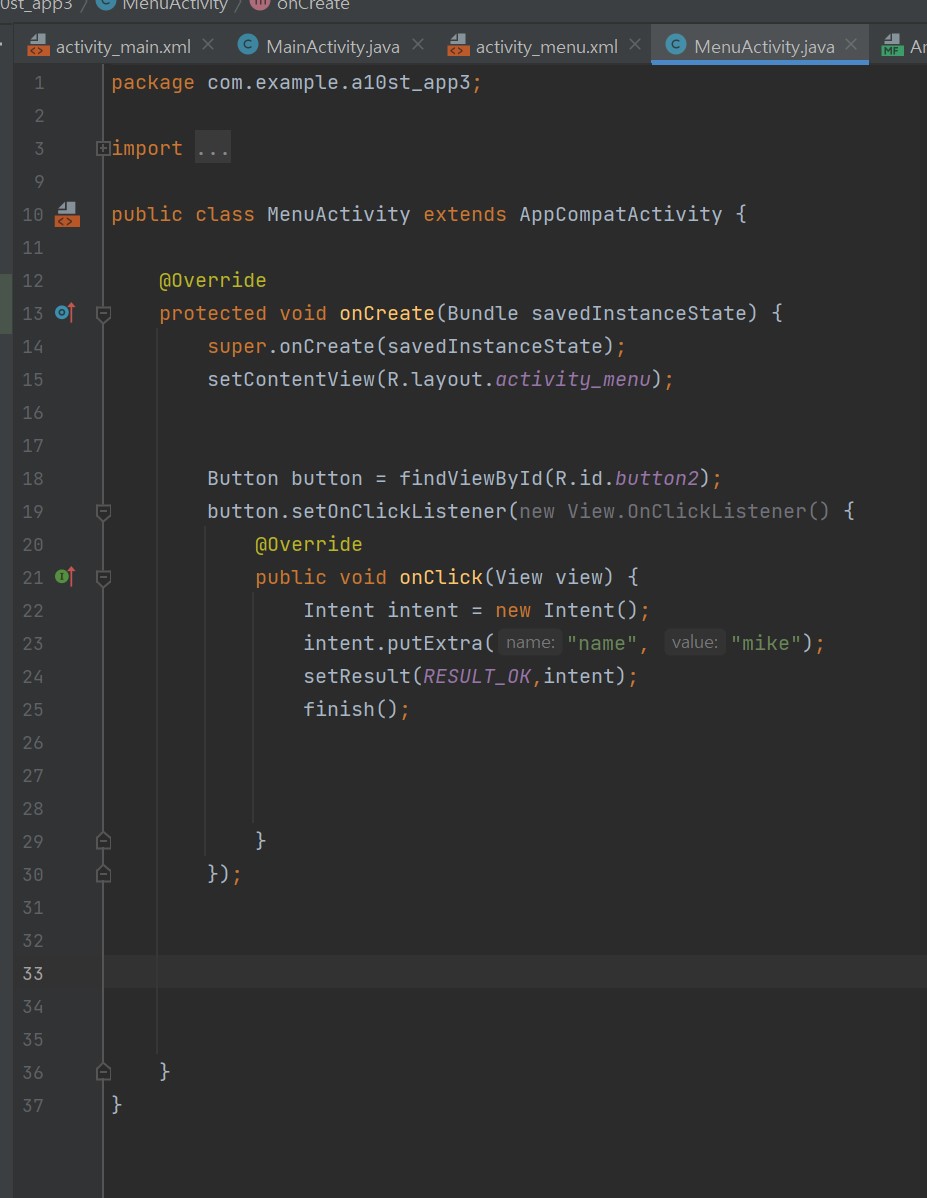 0st_app3 / MenuActivity / onCreate
activity_main.xml MainActivity.java activity_menu.xml MenuActivity.java
1 package com.example.a10st_app3;
2
3 import ...
9
10 public class MenuActivity extends AppCompatActivity {
11
12 @Override
13 protected void onCreate(Bundle savedInstanceState) {
14 super.onCreate(savedInstanceState);
15 setContentView(R.layout.activity_menu);
16
17
18 Button button = findViewById(R.id.button2);
19 button.setOnClickListener(new View.OnClickListener() {
20 @Override
21 public void onClick(View view) {
22 Intent intent = new Intent();
23 intent.putExtra( name: "name", value: "mike");
24 setResult(RESULT_OK,intent);
25 finish();
26
27
28
29 }
30 });
31
32
33
34
35
36 }
37 }